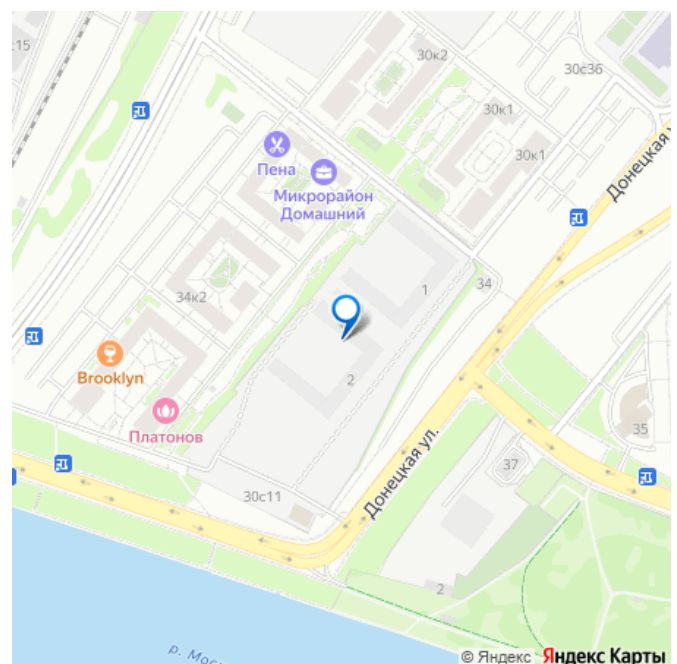 с15
30к2
30с36
30к1
30к1
Донецкая у
Пена
Микрорайон
Домашний
34
1
34к2
Brooklyn
2
Платонов
35
37
Донецкая ул.
30с11
2
р. Мос
© Яндекс Яндекс Карты